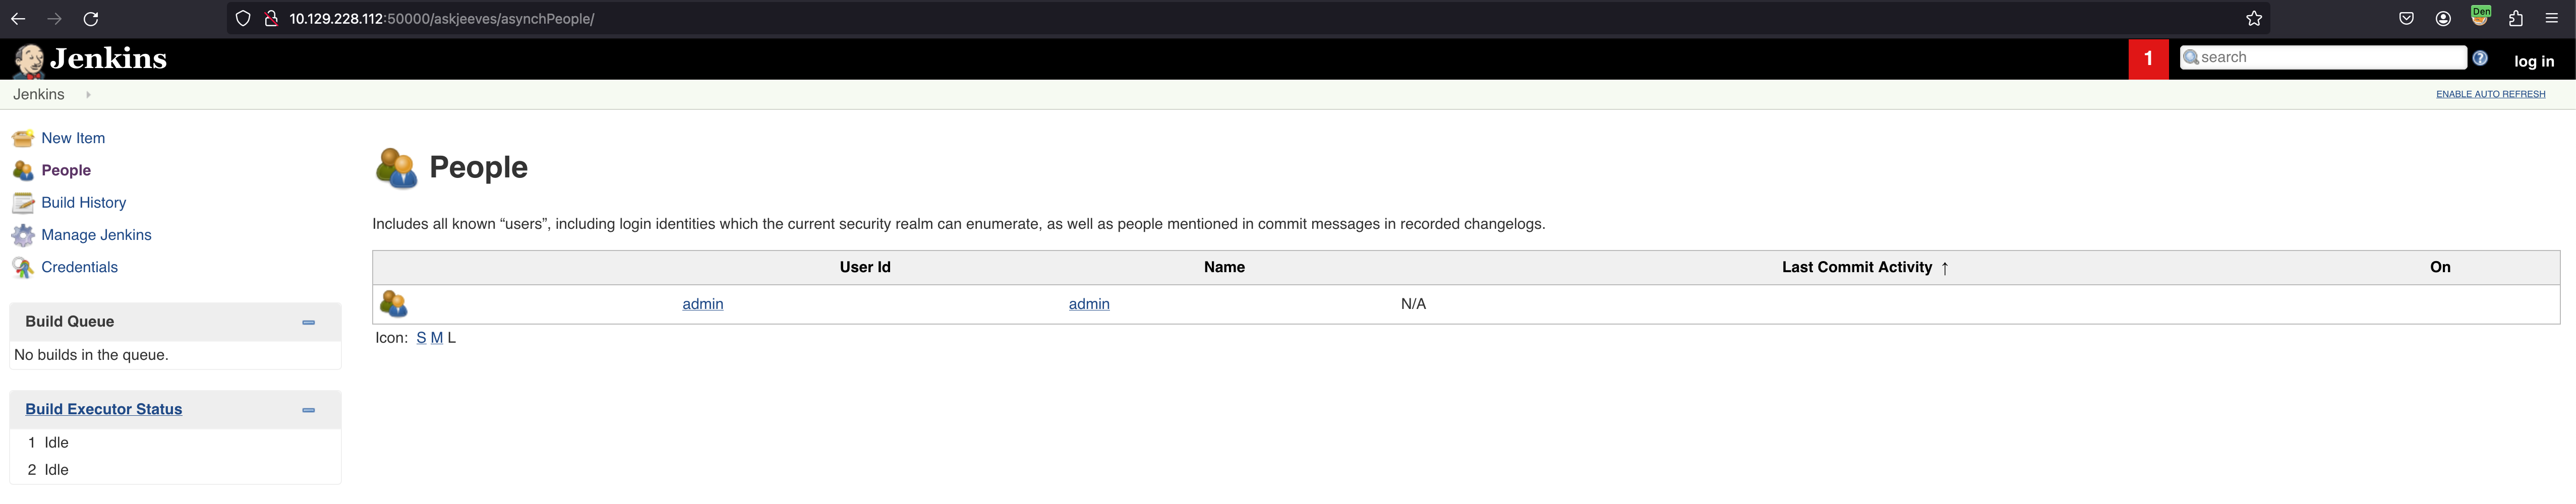 10.129.228.112:50000/askjeeves/asynchPeople/
Den
Jenkins
1
search
?
log in
Jenkins
ENABLE AUTO REFRESH
New Item
People
Build History
Manage Jenkins
Credentials
Build Queue
No builds in the queue.
Build Executor Status
1 Idle
2 Idle
People
Includes all known “users”, including login identities which the current security realm can enumerate, as well as people mentioned in commit messages in recorded changelogs.
User Id Name Last Commit Activity ↑ On
admin admin N/A
Icon: S M L